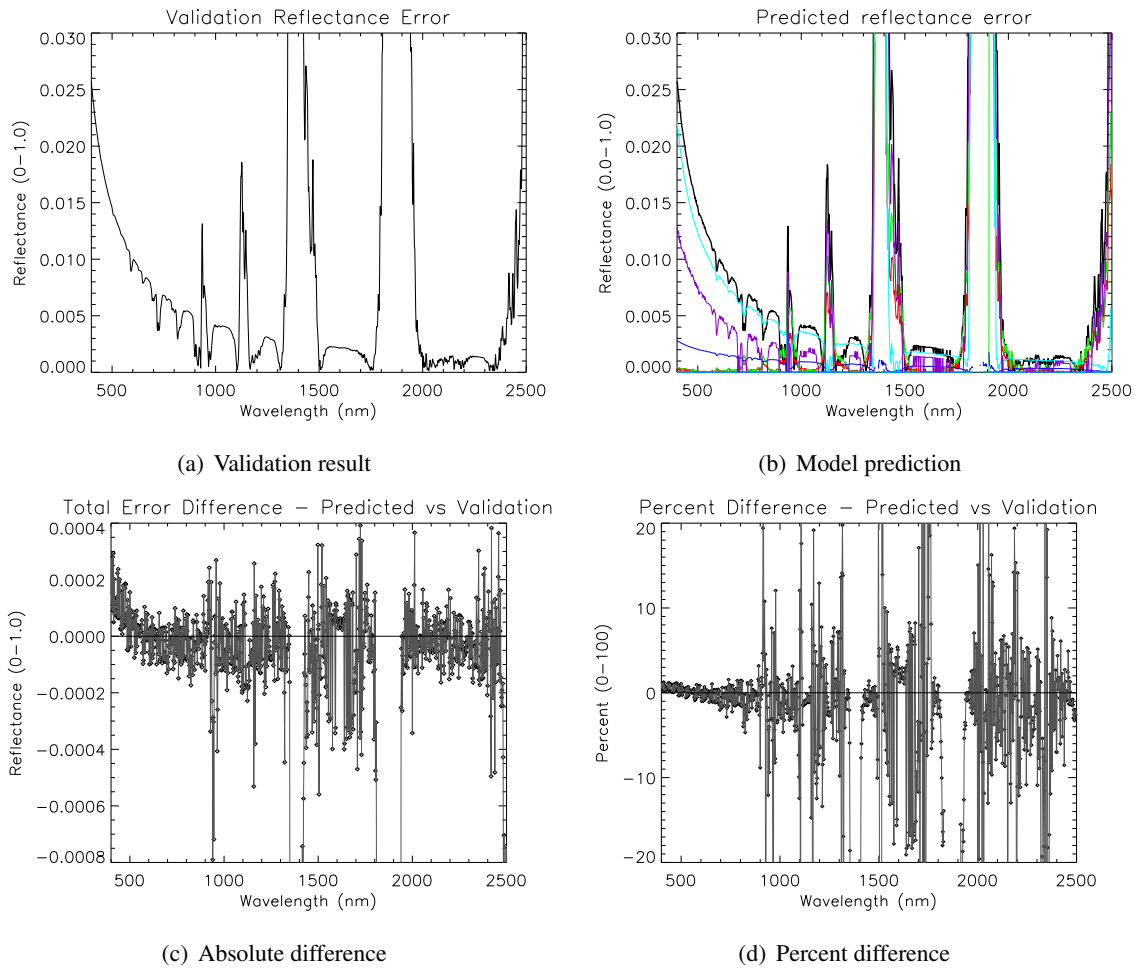 Validation Reflectance Error
Reflectance (0−1.0)
0.030
0.025
0.020
0.015
0.010
0.005
0.000
500 1000 1500 2000 2500
Wavelength (nm)
(a) Validation result
Predicted reflectance error
Reflectance (0.0−1.0)
0.030
0.025
0.020
0.015
0.010
0.005
0.000
500 1000 1500 2000 2500
Wavelength (nm)
(b) Model prediction
Total Error Difference − Predicted vs Validation
Reflectance (0−1.0)
0.0004
0.0002
0.0000
−0.0002
−0.0004
−0.0006
−0.0008
500 1000 1500 2000 2500
Wavelength (nm)
(c) Absolute difference
Percent Difference − Predicted vs Validation
Percent (0−100)
20
10
0
−10
−20
500 1000 1500 2000 2500
Wavelength (nm)
(d) Percent difference